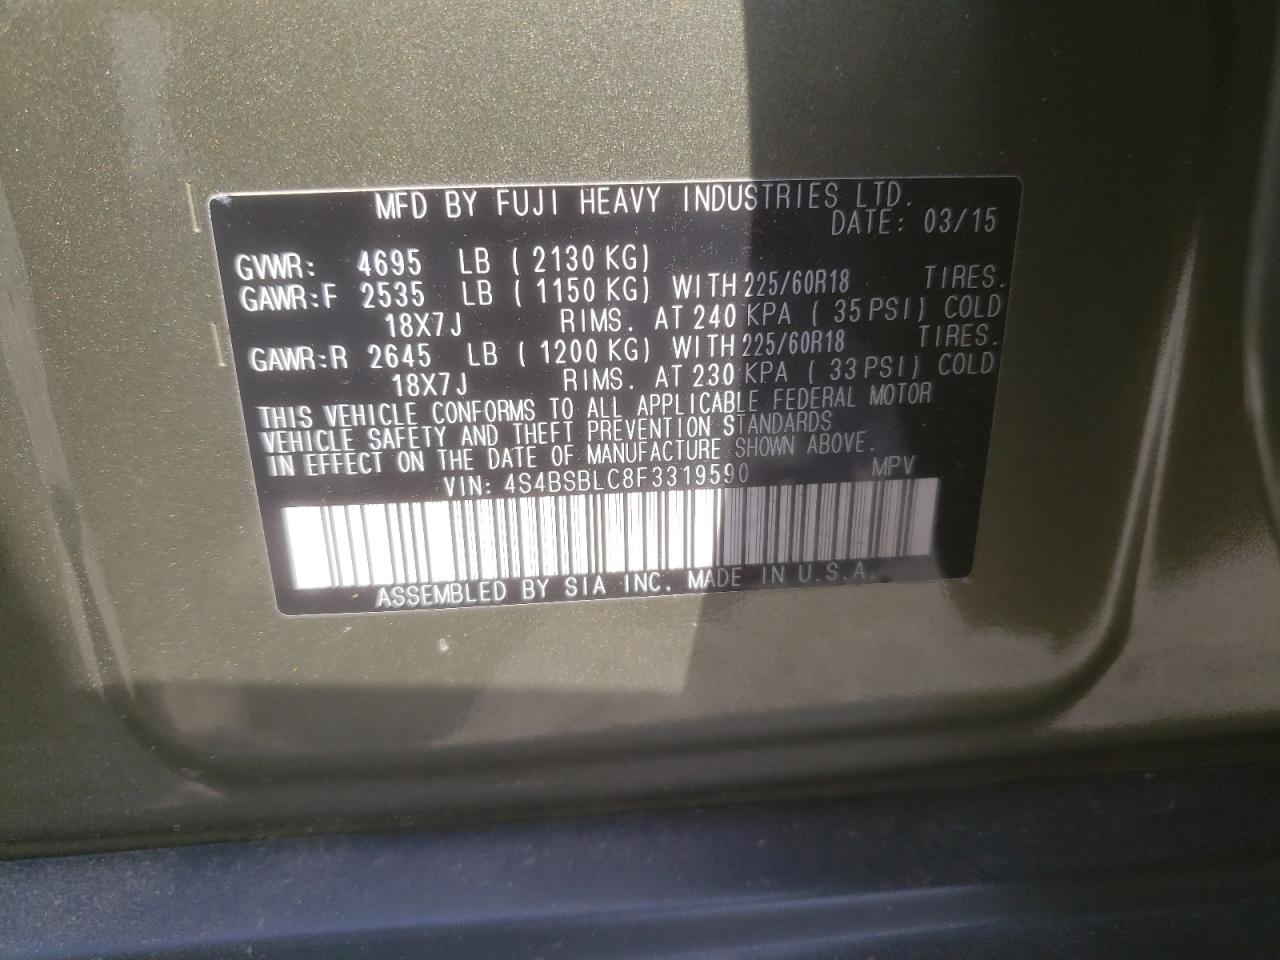 MFD BY FUJI HEAVY INDUSTRIES LTD.
DATE: 03/15
GVWR: 4695 LB ( 2130 KG)
GAWR:F 2535 LB ( 1150 KG) WITH 225/60R18 TIRES.
18X7J RIMS. AT 240 KPA ( 35 PSI) COLD
GAWR:R 2645 LB ( 1200 KG) WITH 225/60R18 TIRES.
18X7J RIMS. AT 230 KPA ( 33 PSI) COLD
THIS VEHICLE CONFORMS TO ALL APPLICABLE FEDERAL MOTOR
VEHICLE SAFETY AND THEFT PREVENTION STANDARDS
IN EFFECT ON THE DATE OF MANUFACTURE SHOWN ABOVE.
VIN: 4S4BSBLC8F3319590 MPV
ASSEMBLED BY SIA INC. MADE IN U.S.A.